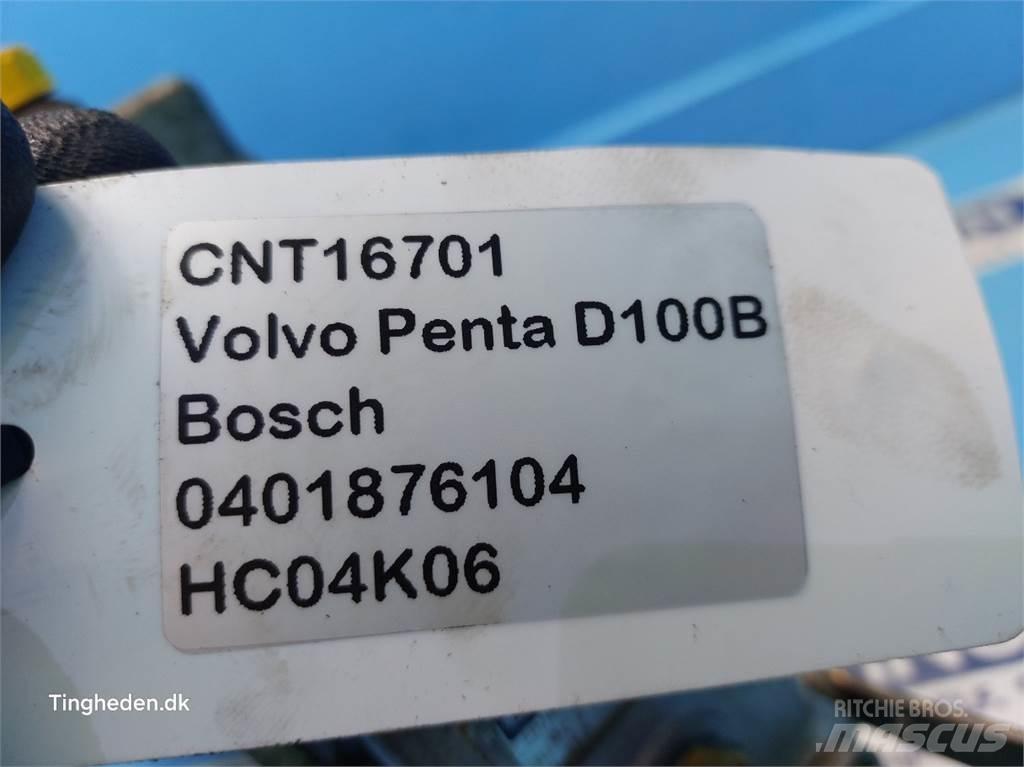 CNT16701
Volvo Penta D100B
Bosch
0401876104
HC04K06
Tingheden.dk
RITCHIE BROS.
MASCUS